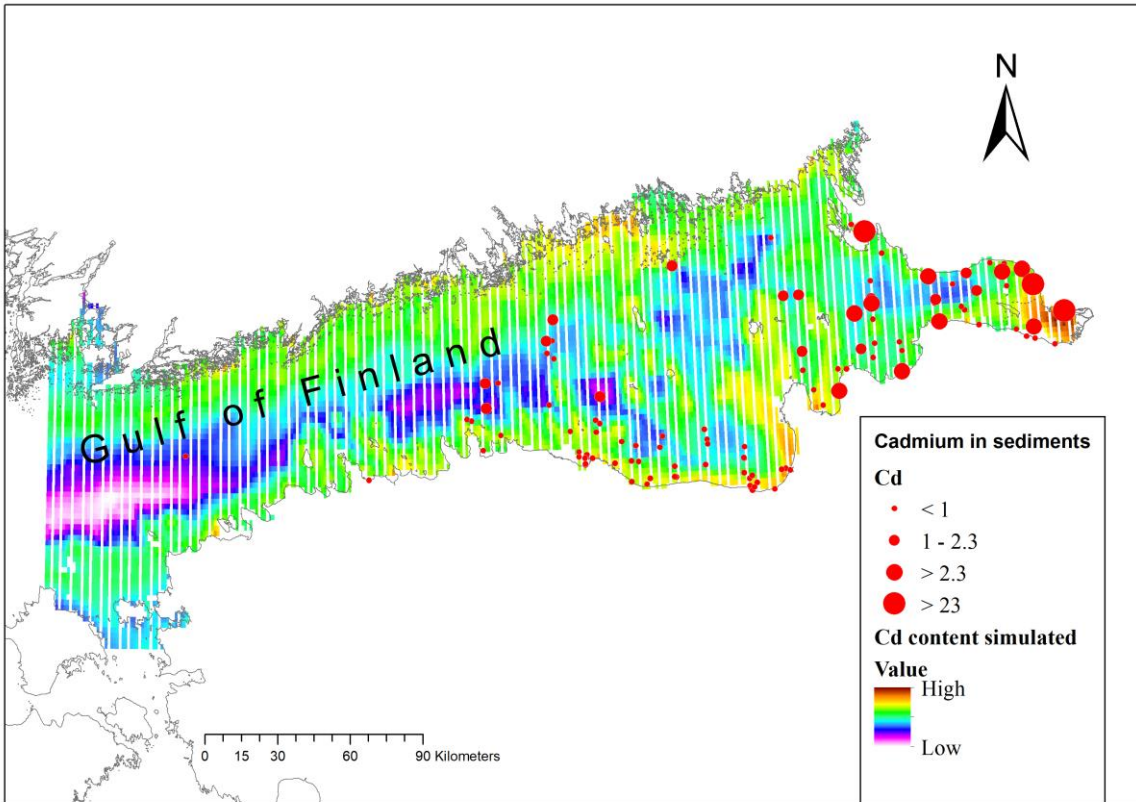 N
Gulf of Finland
Cadmium in sediments
Cd
< 1
1 - 2.3
> 2.3
> 23
Cd content simulated
Value
High
Low
0 15 30 60 90 Kilometers